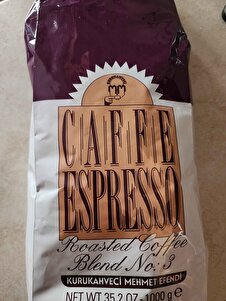 CAFFE
ESPRESSO
Roasted Coffee
Blend No: 3
KURUKAHVECİ MEHMET EFENDİ
NET WT 35.2 OZ - 1000 g